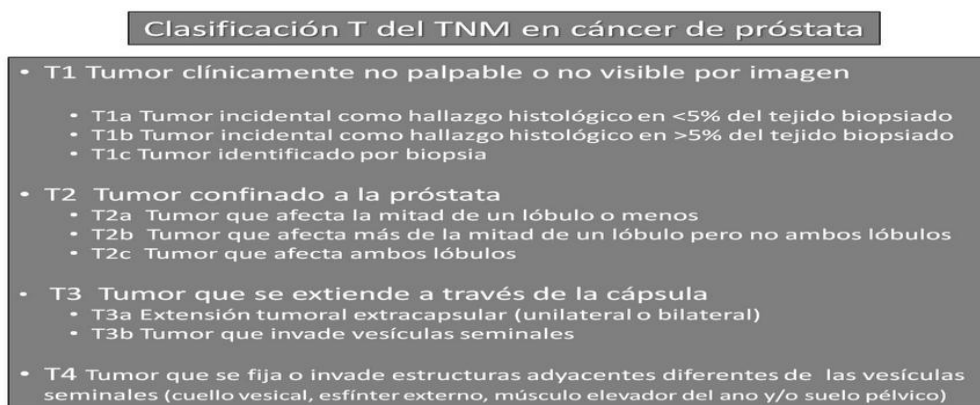 Clasificación T del TNM en cáncer de próstata
• T1 Tumor clínicamente no palpable o no visible por imagen
• T1a Tumor incidental como hallazgo histológico en <5% del tejido biopsiado
• T1b Tumor incidental como hallazgo histológico en >5% del tejido biopsiado
• T1c Tumor identificado por biopsia
• T2 Tumor confinado a la próstata
• T2a Tumor que afecta la mitad de un lóbulo o menos
• T2b Tumor que afecta más de la mitad de un lóbulo pero no ambos lóbulos
• T2c Tumor que afecta ambos lóbulos
• T3 Tumor que se extiende a través de la cápsula
• T3a Extensión tumoral extracapsular (unilateral o bilateral)
• T3b Tumor que invade vesículas seminales
• T4 Tumor que se fija o invade estructuras adyacentes diferentes de las vesículas
seminales (cuello vesical, esfínter externo, músculo elevador del ano y/o suelo pélvico)